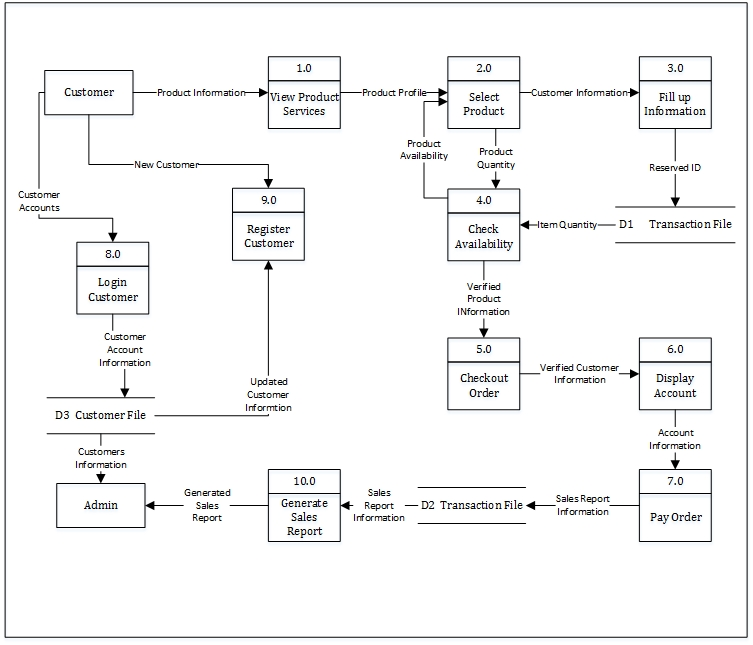 1.0
2.0
3.0
Customer
Product Information
View Product
Services
Product Profile
Select
Product
Customer Information
Fill up
Information
Product
Availability
Product
Quantity
New Customer
Reserved ID
Customer
Accounts
9.0
Register
Customer
4.0
Check
Availability
Item Quantity
D1 Transaction File
8.0
Login
Customer
Verified
Product
INformation
Customer
Account
Information
5.0
Checkout
Order
Verified Customer
Information
6.0
Display
Account
Updated
Customer
Informtion
D3 Customer File
Account
Information
Customers
Information
Admin
Generated
Sales
Report
10.0
Generate
Sales
Report
Sales
Report
Information
D2 Transaction File
Sales Report
Information
7.0
Pay Order